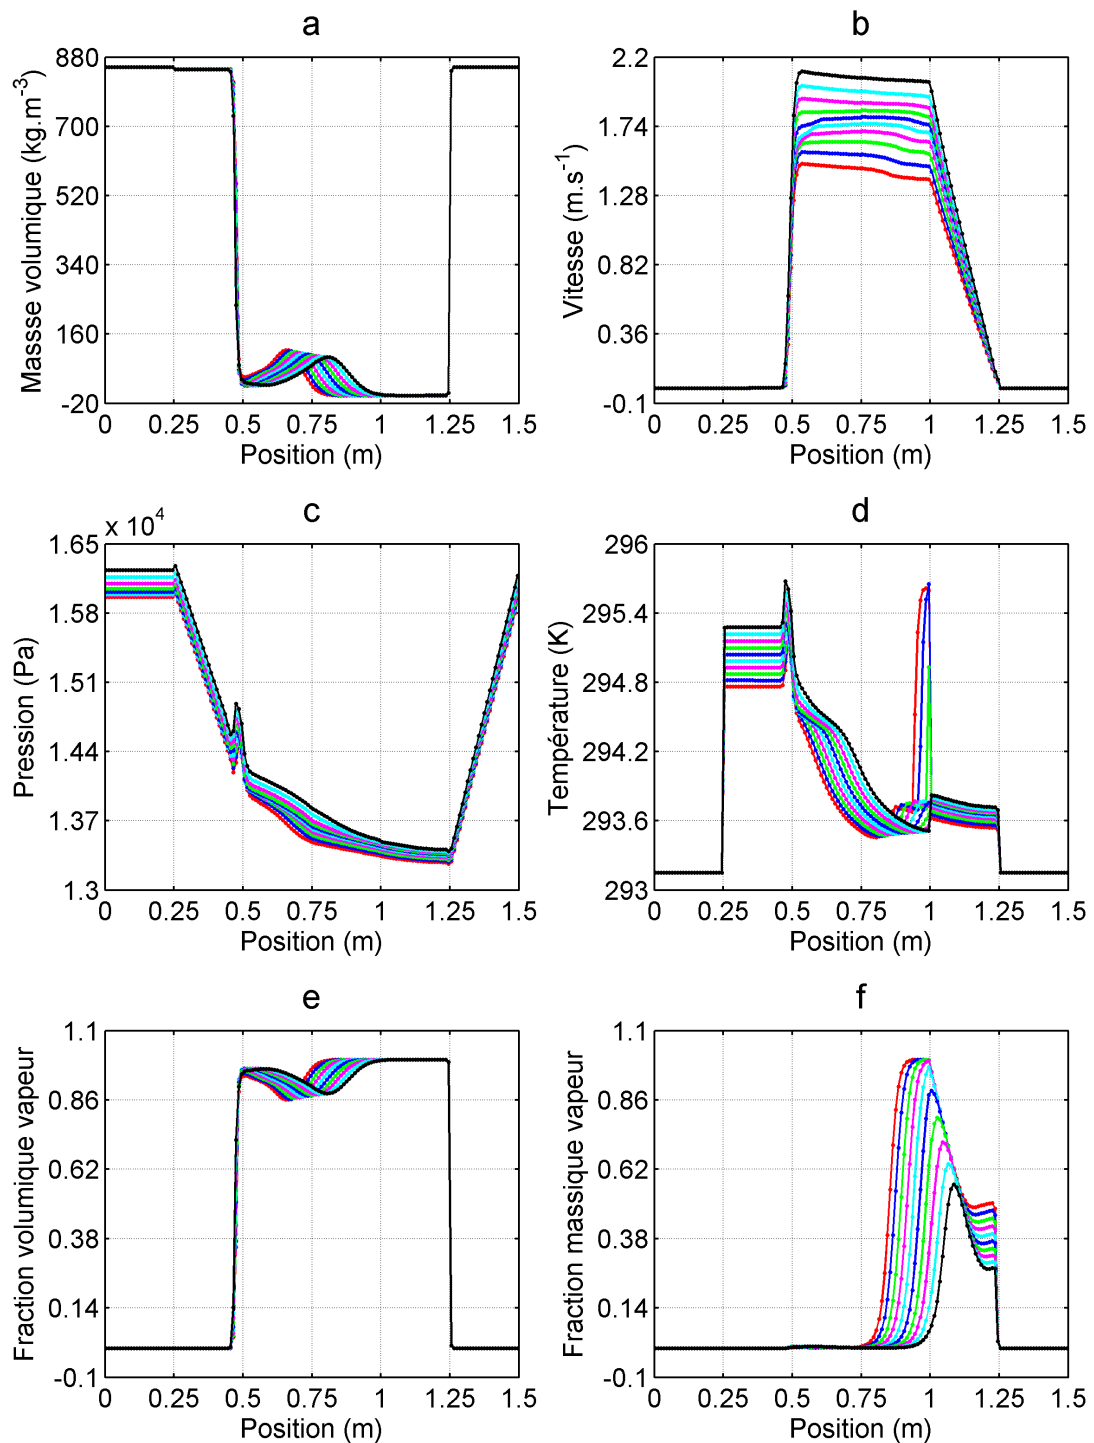 a
880
700
520
340
160
-20
Massse volumique (kg.m-3)
0 0.25 0.5 0.75 1 1.25 1.5
Position (m)
b
2.2
1.74
1.28
0.82
0.36
-0.1
Vitesse (m.s-1)
0 0.25 0.5 0.75 1 1.25 1.5
Position (m)
c
x 104
1.65
1.58
1.51
1.44
1.37
1.3
Pression (Pa)
0 0.25 0.5 0.75 1 1.25 1.5
Position (m)
d
296
295.4
294.8
294.2
293.6
293
Température (K)
0 0.25 0.5 0.75 1 1.25 1.5
Position (m)
e
1.1
0.86
0.62
0.38
0.14
-0.1
Fraction volumique vapeur
0 0.25 0.5 0.75 1 1.25 1.5
Position (m)
f
1.1
0.86
0.62
0.38
0.14
-0.1
Fraction massique vapeur
0 0.25 0.5 0.75 1 1.25 1.5
Position (m)